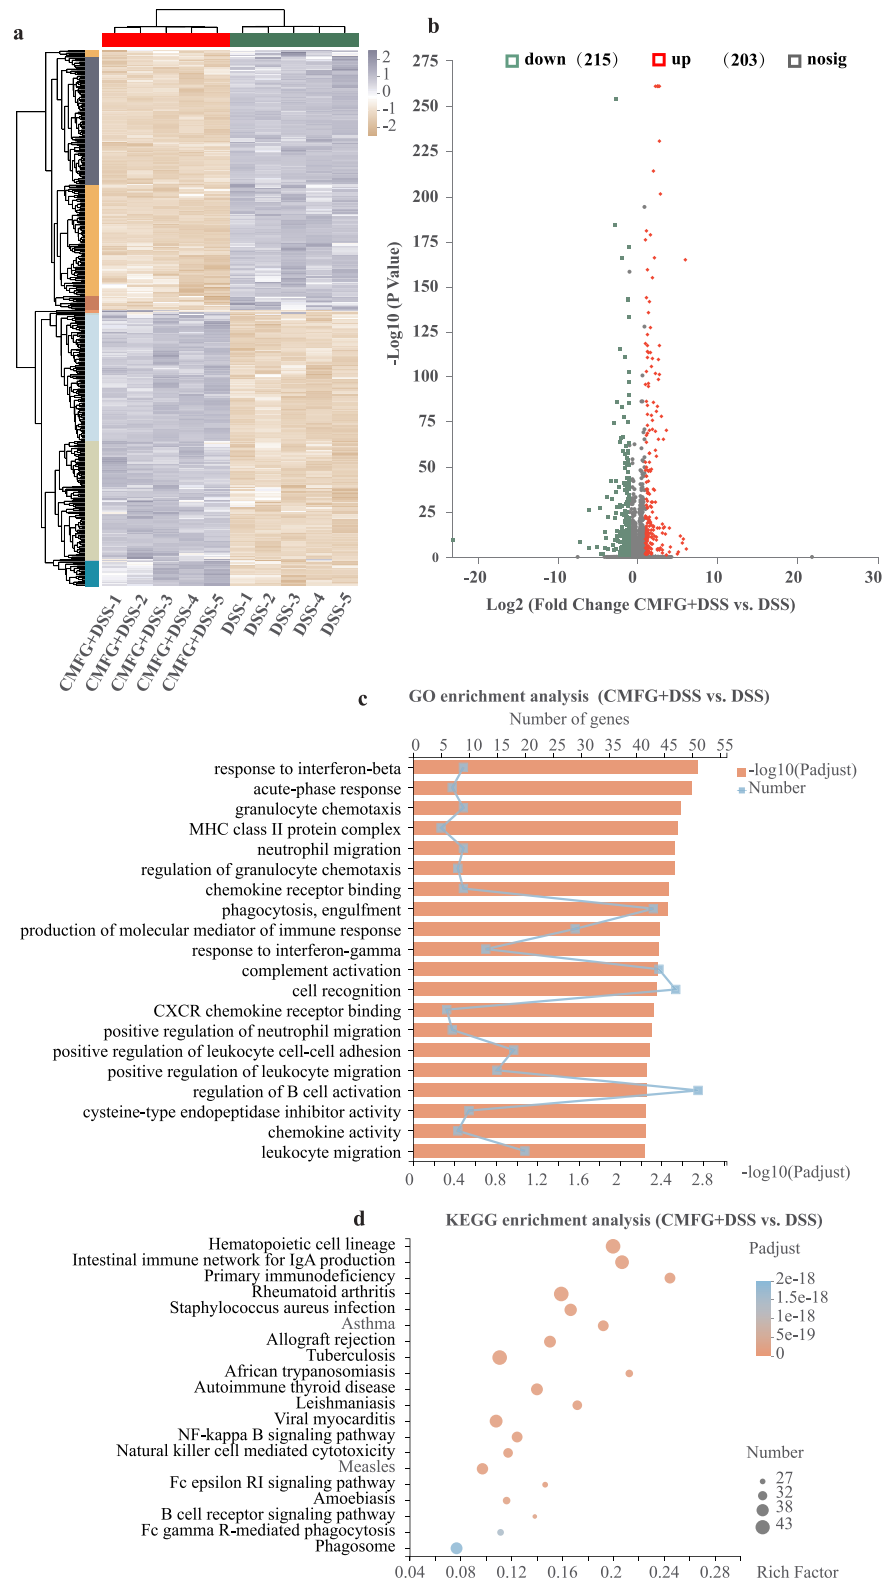 a
2
1
0
-1
-2
CMFG+DSS-1
CMFG+DSS-2
CMFG+DSS-3
CMFG+DSS-4
CMFG+DSS-5
DSS-1
DSS-2
DSS-3
DSS-4
DSS-5
b
down (215) up (203) nosig
275
250
225
200
175
150
125
100
75
50
25
0
-Log10 (P Value)
-20 -10 0 10 20 30
Log2 (Fold Change CMFG+DSS vs. DSS)
c GO enrichment analysis (CMFG+DSS vs. DSS)
Number of genes
0 5 10 15 20 25 30 35 40 45 50 55
-log10(Padjust)
Number
response to interferon-beta
acute-phase response
granulocyte chemotaxis
MHC class II protein complex
neutrophil migration
regulation of granulocyte chemotaxis
chemokine receptor binding
phagocytosis, engulfment
production of molecular mediator of immune response
response to interferon-gamma
complement activation
cell recognition
CXCR chemokine receptor binding
positive regulation of neutrophil migration
positive regulation of leukocyte cell-cell adhesion
positive regulation of leukocyte migration
regulation of B cell activation
cysteine-type endopeptidase inhibitor activity
chemokine activity
leukocyte migration
0 0.4 0.8 1.2 1.6 2 2.4 2.8
-log10(Padjust)
d KEGG enrichment analysis (CMFG+DSS vs. DSS)
Hematopoietic cell lineage
Intestinal immune network for IgA production
Primary immunodeficiency
Rheumatoid arthritis
Staphylococcus aureus infection
Asthma
Allograft rejection
Tuberculosis
African trypanosomiasis
Autoimmune thyroid disease
Leishmaniasis
Viral myocarditis
NF-kappa B signaling pathway
Natural killer cell mediated cytotoxicity
Measles
Fc epsilon RI signaling pathway
Amoebiasis
B cell receptor signaling pathway
Fc gamma R-mediated phagocytosis
Phagosome
0.04 0.08 0.12 0.16 0.2 0.24 0.28
Rich Factor
Padjust
2e-18
1.5e-18
1e-18
5e-19
0
Number
27
32
38
43